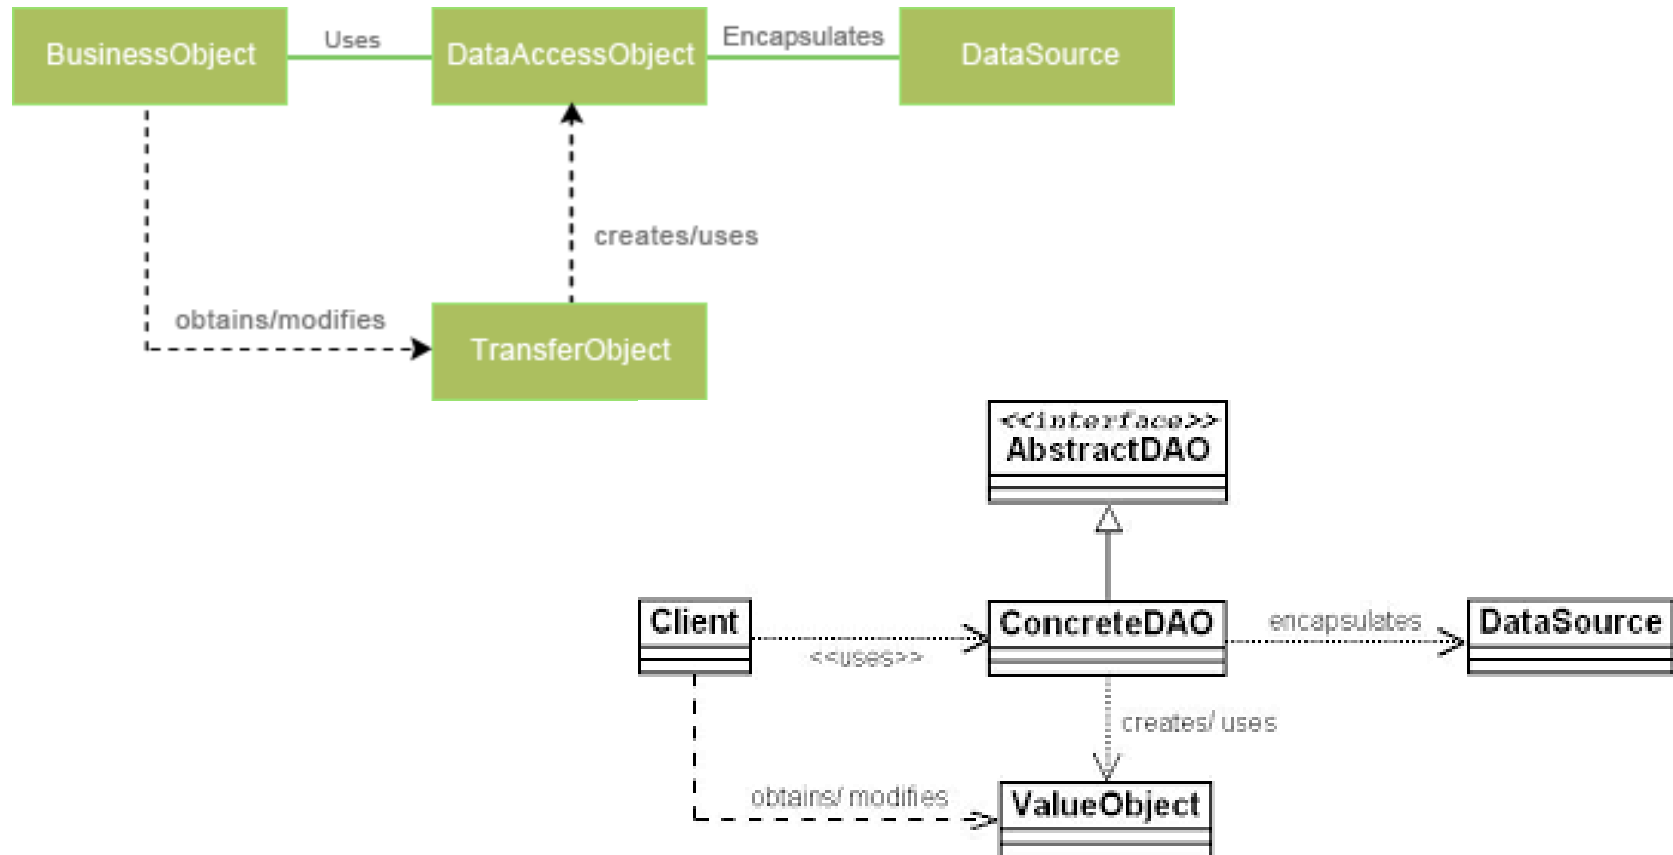 BusinessObject
Uses
DataAccessObject
Encapsulates
DataSource
creates/uses
obtains/modifies
TransferObject
<<interface>>
AbstractDAO
Client
<<uses>>
ConcreteDAO
encapsulates
DataSource
creates/ uses
obtains/ modifies
ValueObject